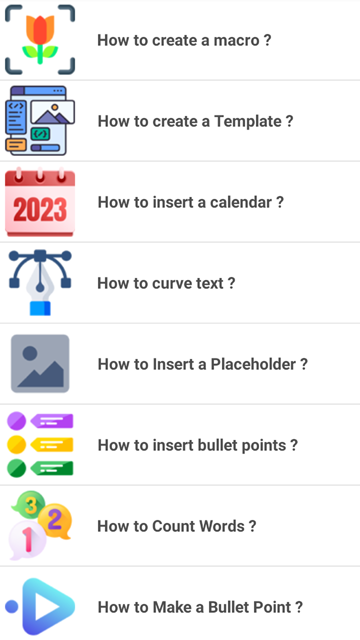 How to create a macro ?
How to create a Template ?
2023
How to insert a calendar ?
How to curve text ?
How to Insert a Placeholder ?
How to insert bullet points ?
3
2
1
How to Count Words ?
How to Make a Bullet Point ?